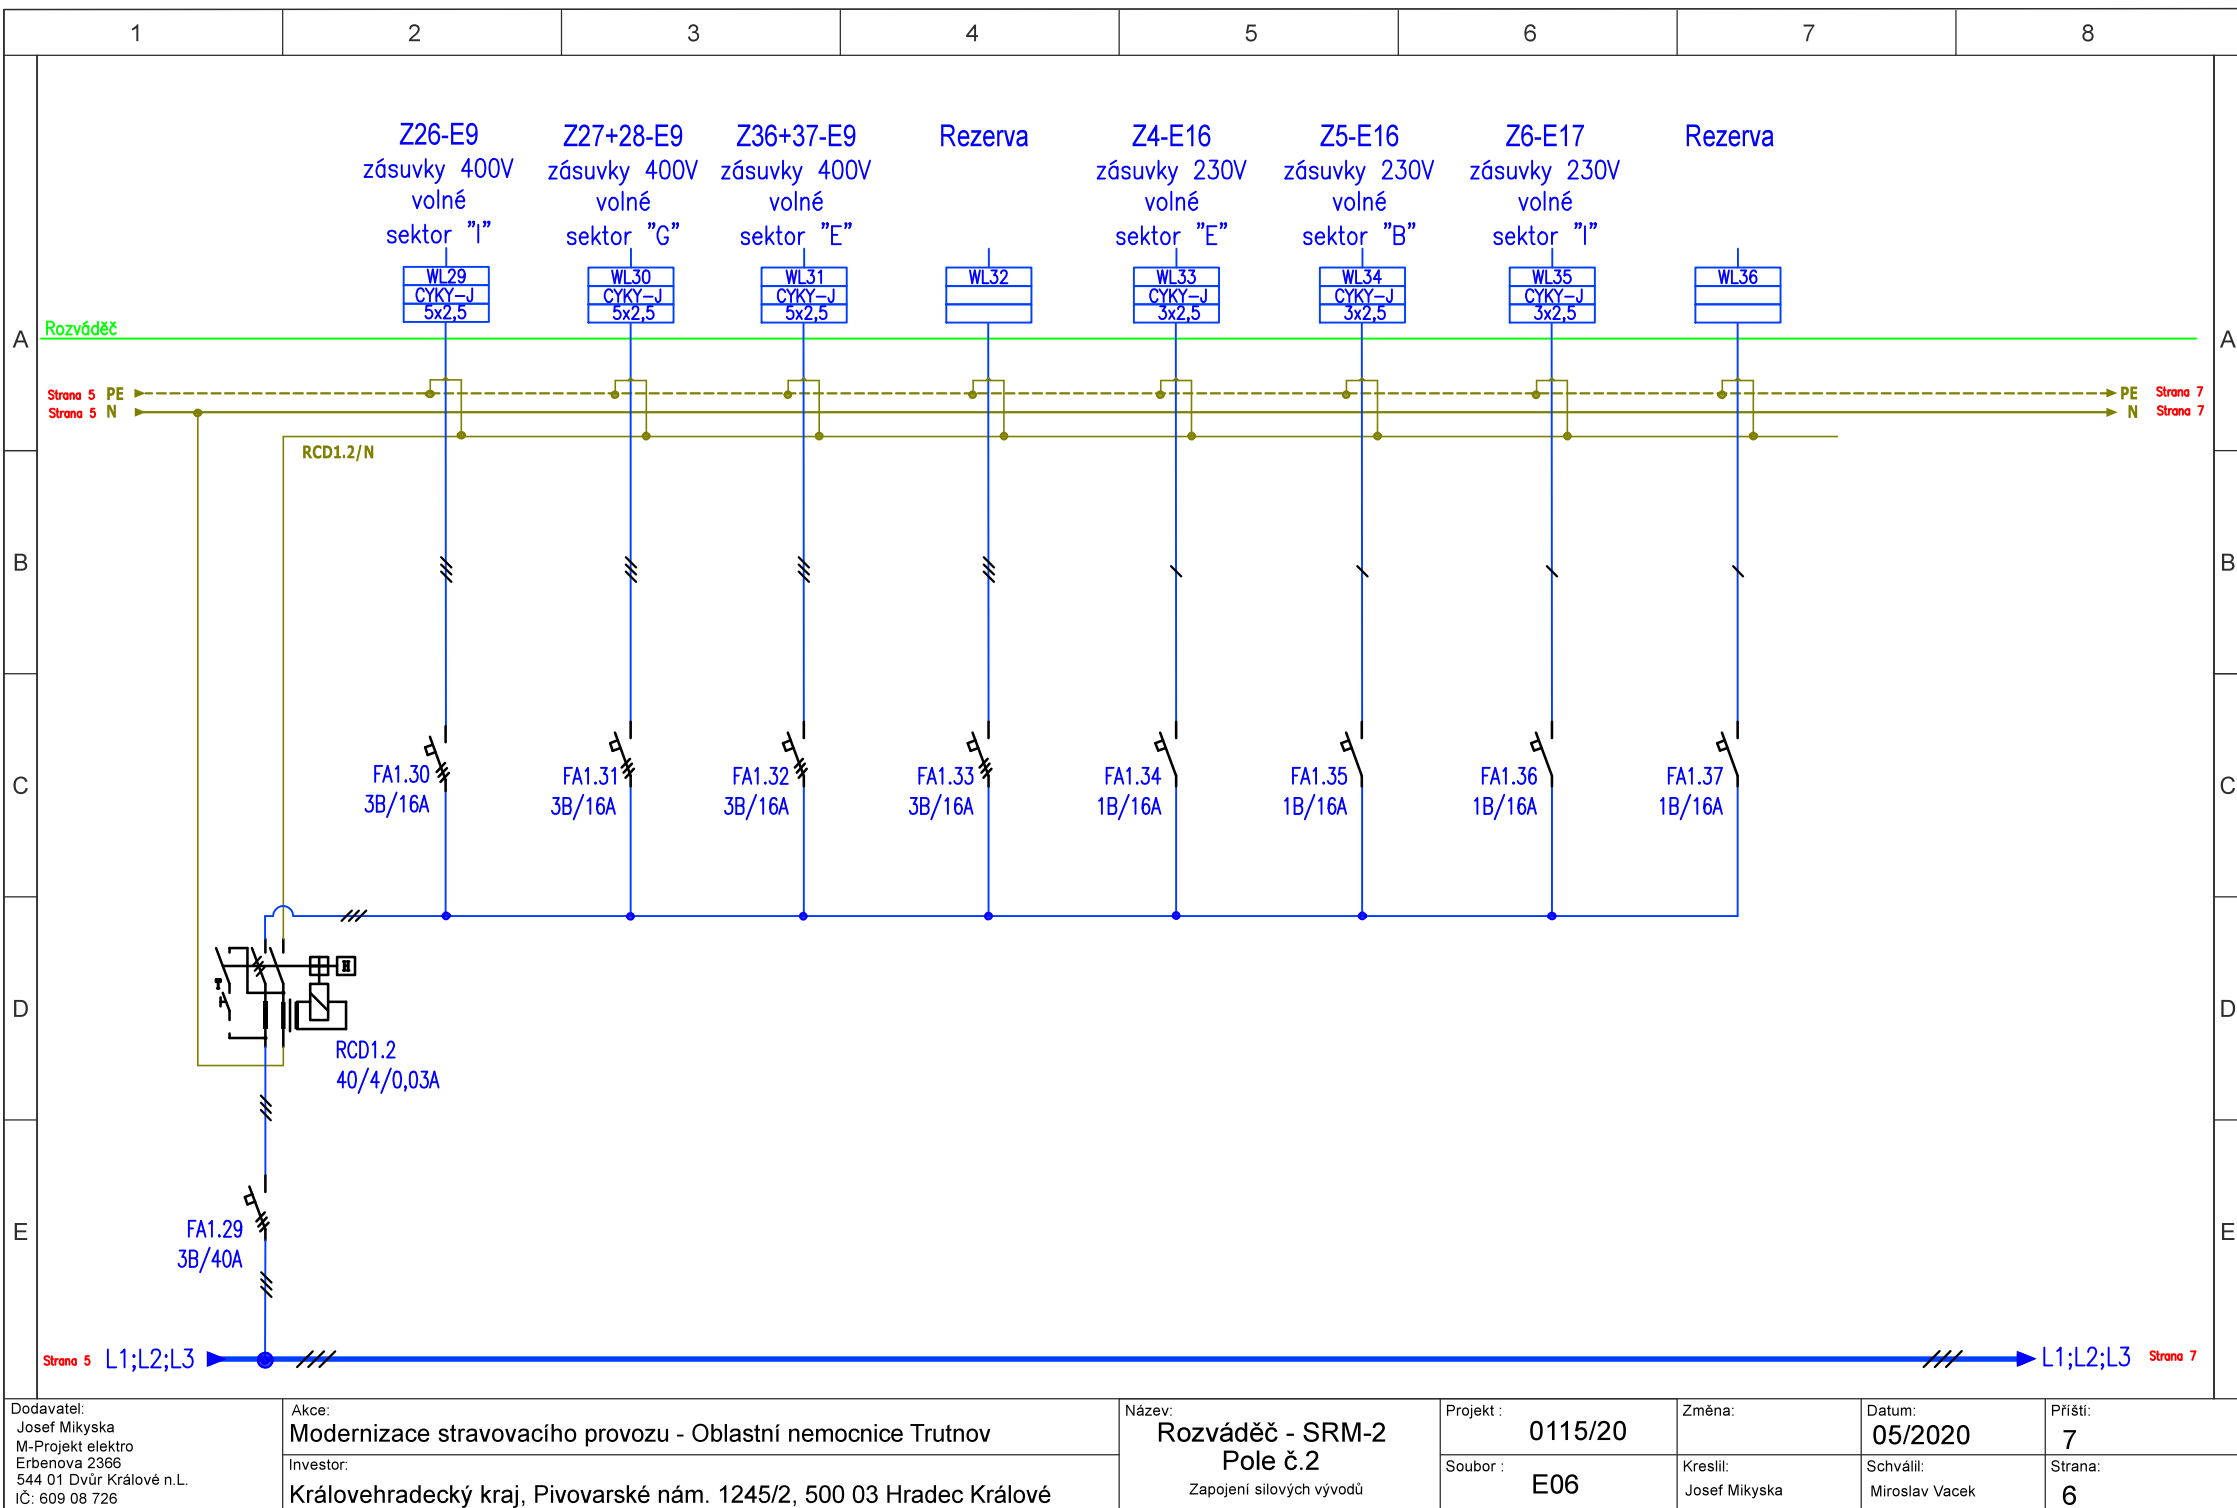 1 2 3 4 5 6 7 8
Z26-E9 Z27+28-E9 Z36+37-E9 Rezerva Z4-E16 Z5-E16 Z6-E17 Rezerva
zásuvky 400V zásuvky 400V zásuvky 400V zásuvky 230V zásuvky 230V zásuvky 230V
volné volné volné volné volné volné
sektor "I" sektor "G" sektor "E" sektor "E" sektor "B" sektor "I"
WL29 WL30 WL31 WL32 WL33 WL34 WL35 WL36
CYKY-J CYKY-J CYKY-J CYKY-J CYKY-J CYKY-J
5x2,5 5x2,5 5x2,5 3x2,5 3x2,5 3x2,5
Rozváděč
A A
Strana 5 PE PE Strana 7
Strana 5 N N Strana 7
RCD1.2/N
B B
FA1.30 FA1.31 FA1.32 FA1.33 FA1.34 FA1.35 FA1.36 FA1.37
3B/16A 3B/16A 3B/16A 3B/16A 1B/16A 1B/16A 1B/16A 1B/16A
C C
H
T
D D
RCD1.2
40/4/0,03A
FA1.29
3B/40A
E E
Strana 5 L1;L2;L3 L1;L2;L3 Strana 7
Dodavatel:
Josef Mikyska
M-Projekt elektro
Erbenova 2366
544 01 Dvůr Králové n.L.
IČ: 609 08 726
Akce:
Modernizace stravovacího provozu - Oblastní nemocnice Trutnov
Investor:
Královehradecký kraj, Pivovarské nám. 1245/2, 500 03 Hradec Králové
Název:
Rozváděč - SRM-2
Pole č.2
Zapojení silových vývodů
Projekt :
0115/20
Soubor :
E06
Změna:
Kreslil:
Josef Mikyska
Datum:
05/2020
Schválil:
Miroslav Vacek
Příští:
7
Strana:
6